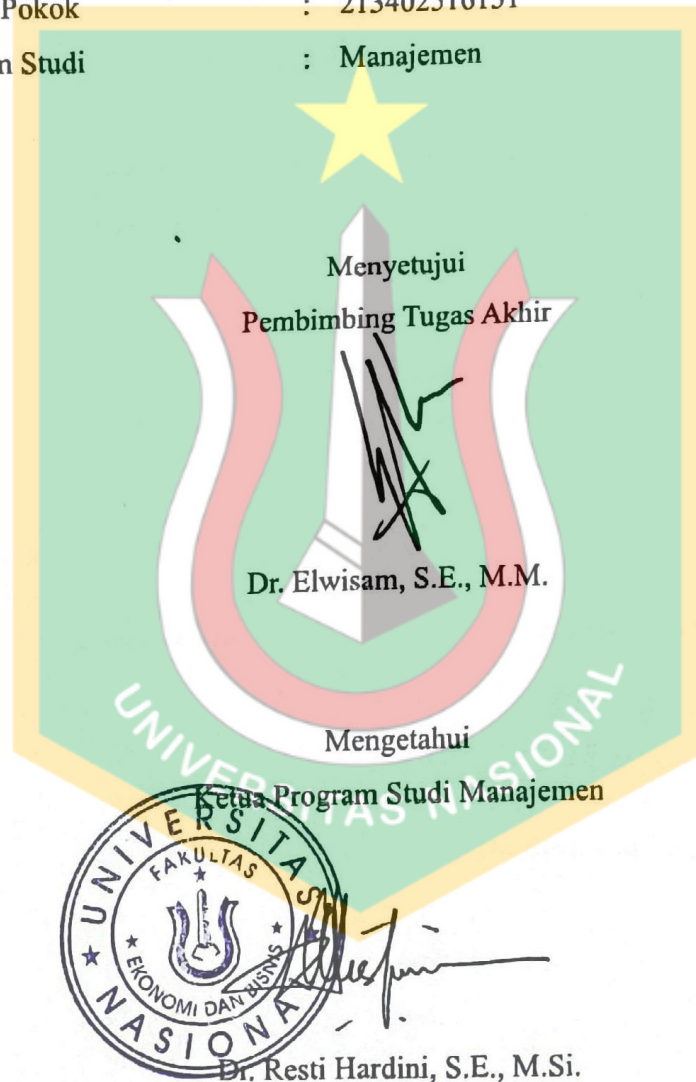 Pokok : 213402516151
Studi : Manajemen
Menyetujui
Pembimbing Tugas Akhir
Dr. Elwisam, S.E., M.M.
UNIVERSITAS NASIONAL
Mengetahui
Ketua Program Studi Manajemen
UNIVERSITAS NASIONAL
FAKULTAS
EKONOMI DAN BISNIS
Dr. Resti Hardini, S.E., M.Si.